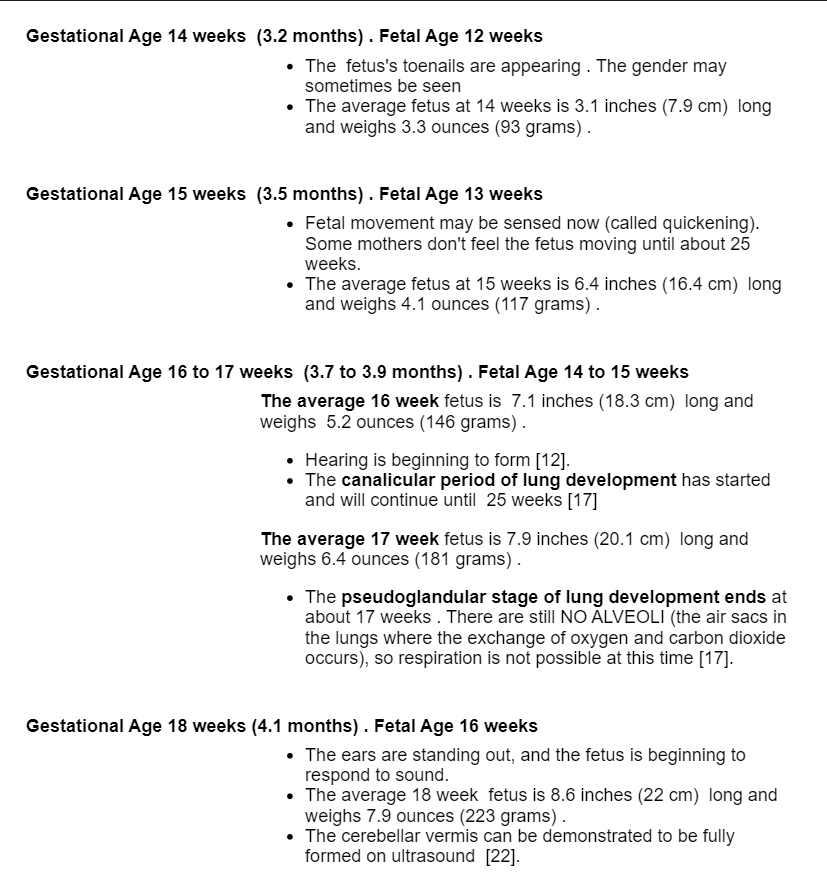 Gestational Age 14 weeks  (3.2 months) . Fetal Age 12 weeks
• The  fetus's toenails are appearing . The gender may
sometimes be seen
• The average fetus at 14 weeks is 3.1 inches (7.9 cm)  long
and weighs 3.3 ounces (93 grams) .
Gestational Age 15 weeks  (3.5 months) . Fetal Age 13 weeks
• Fetal movement may be sensed now (called quickening).
Some mothers don't feel the fetus moving until about 25
weeks.
• The average fetus at 15 weeks is 6.4 inches (16.4 cm)  long
and weighs 4.1 ounces (117 grams) .
Gestational Age 16 to 17 weeks  (3.7 to 3.9 months) . Fetal Age 14 to 15 weeks
The average 16 week fetus is  7.1 inches (18.3 cm)  long and
weighs  5.2 ounces (146 grams) .
• Hearing is beginning to form [12].
• The canalicular period of lung development has started
and will continue until  25 weeks [17]
The average 17 week fetus is 7.9 inches (20.1 cm)  long and
weighs 6.4 ounces (181 grams) .
• The pseudoglandular stage of lung development ends at
about 17 weeks . There are still NO ALVEOLI (the air sacs in
the lungs where the exchange of oxygen and carbon dioxide
occurs), so respiration is not possible at this time [17].
Gestational Age 18 weeks (4.1 months) . Fetal Age 16 weeks
• The ears are standing out, and the fetus is beginning to
respond to sound.
• The average 18 week  fetus is 8.6 inches (22 cm)  long and
weighs 7.9 ounces (223 grams) .
• The cerebellar vermis can be demonstrated to be fully
formed on ultrasound  [22].